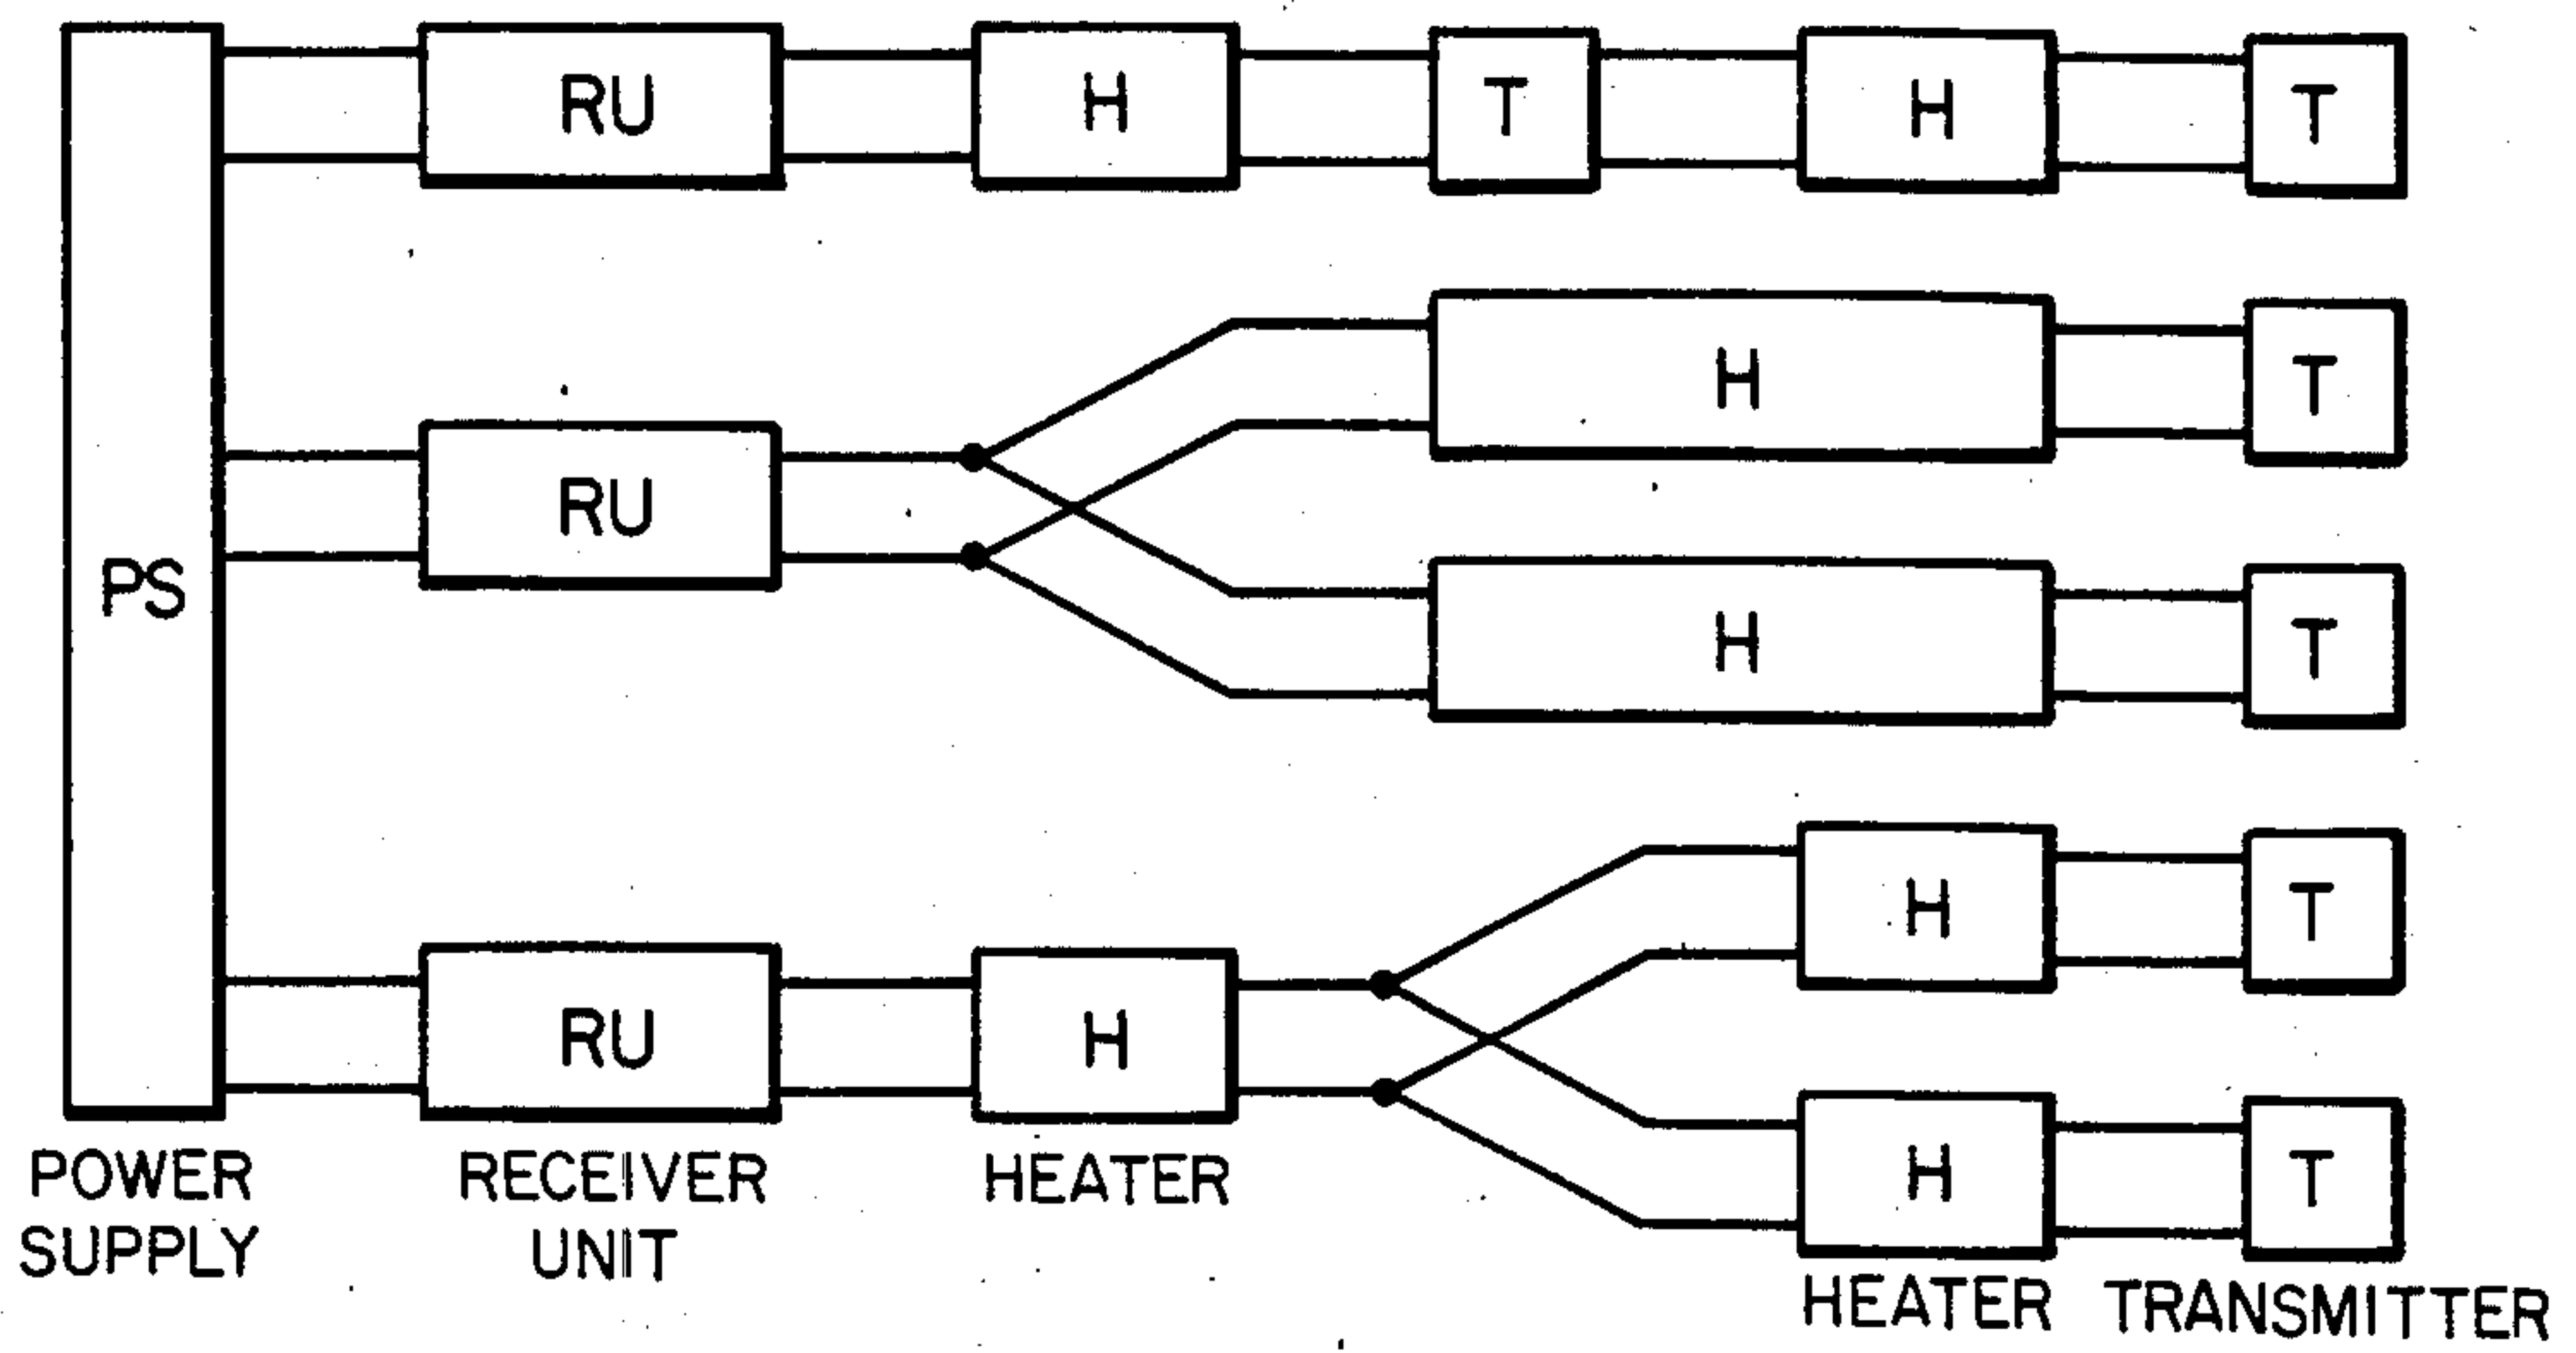 RU H T H T
H T
RU
PS
H T
H T
RU H
H T
POWER SUPPLY
RECEIVER UNIT
HEATER
HEATER TRANSMITTER